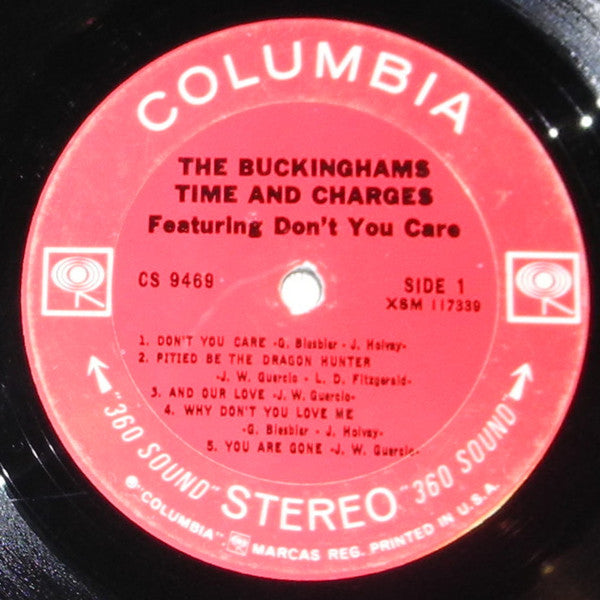 COLUMBIA
THE BUCKINGHAMS
TIME AND CHARGES
Featuring Don't You Care
CS 9469
SIDE 1
XSM 117339
1. DON'T YOU CARE -G. Bisbier - J. Holvay-
2. PITIED BE THE DRAGON HUNTER
-J. W. Guercio - L. D. Fitzgerald-
3. AND OUR LOVE -J. W. Guercio-
4. WHY DON'T YOU LOVE ME
-G. Bisbier - J. Holvay-
5. YOU ARE GONE -J. W. Guercio-
"360 SOUND" STEREO "360 SOUND"
® "COLUMBIA", MARCAS REG. PRINTED IN U.S.A.